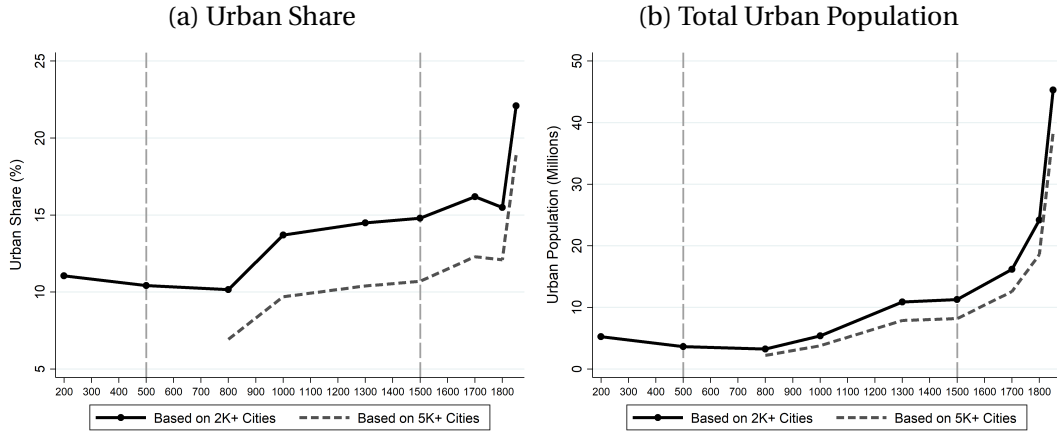 (a) Urban Share
(b) Total Urban Population
Urban Share (%)
25
20
15
10
5
200 300 400 500 600 700 800 900 1000 1100 1200 1300 1400 1500 1600 1700 1800
Based on 2K+ Cities Based on 5K+ Cities
Urban Population (Millions)
50
40
30
20
10
0
200 300 400 500 600 700 800 900 1000 1100 1200 1300 1400 1500 1600 1700 1800
Based on 2K+ Cities Based on 5K+ Cities